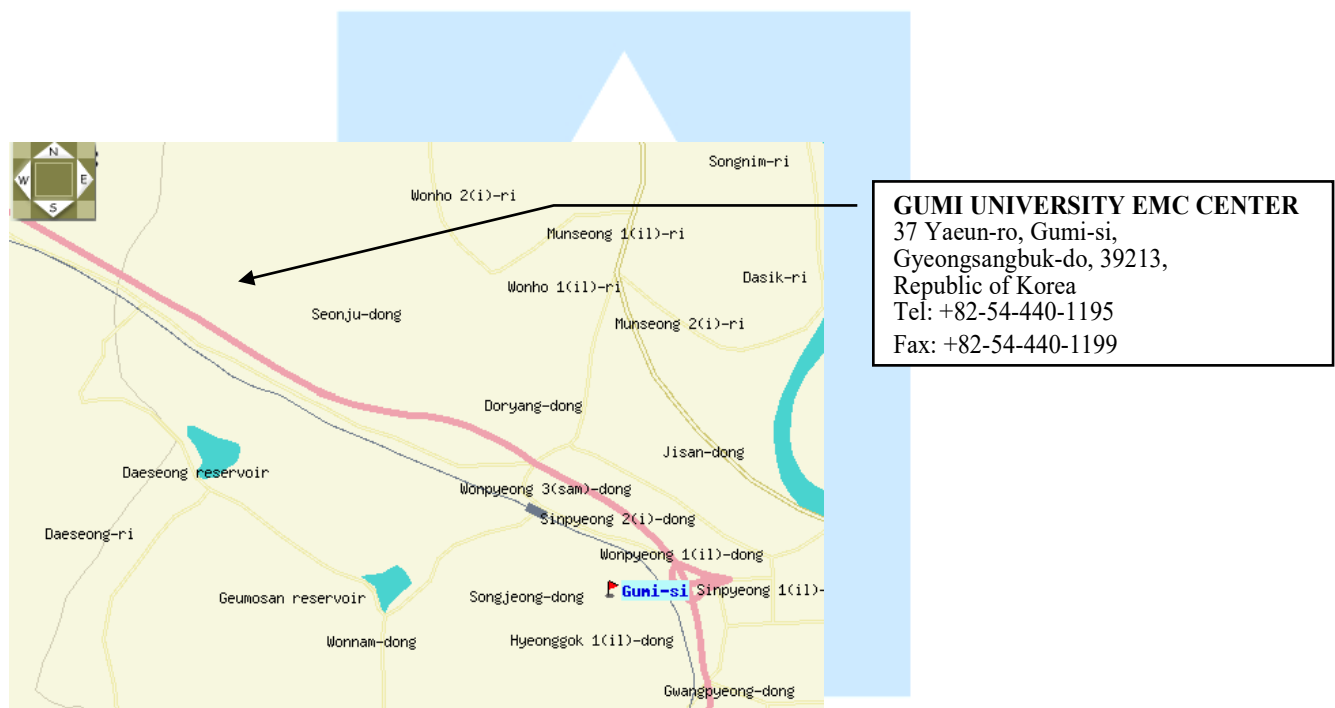 N
W E
S
Songnim-ri
Wonho 2(i)-ri
Munseong 1(il)-ri
Dasik-ri
Wonho 1(il)-ri
Seonju-dong
Munseong 2(i)-ri
Doryang-dong
Jisan-dong
Daeseong reservoir
Wonpyeong 3(sam)-dong
Sinpyeong 2(i)-dong
Daeseong-ri
Wonpyeong 1(il)-dong
Gumi-si
Sinpyeong 1(il)-
Geumosan reservoir
Songjeong-dong
Wonnam-dong
Hyeonggok 1(il)-dong
Gwangpyeong-dong
GUMI UNIVERSITY EMC CENTER
37 Yaeun-ro, Gumi-si,
Gyeongsangbuk-do, 39213,
Republic of Korea
Tel: +82-54-440-1195
Fax: +82-54-440-1199